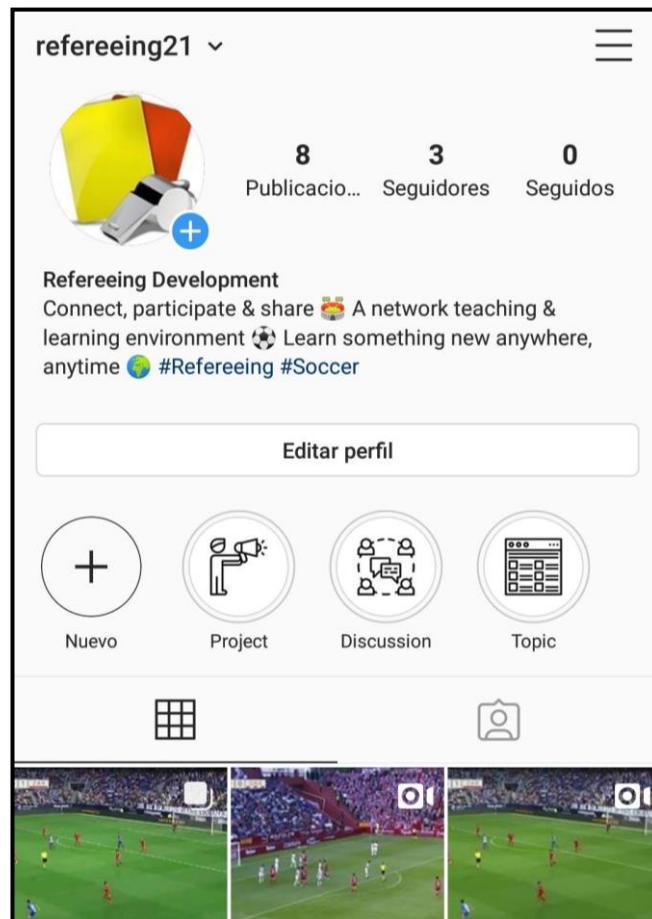 refereeing21
8 3 0
Publicacio... Seguidores Seguidos
Refereeing Development
Connect, participate & share 🏟️ A network teaching &
learning environment ⚽ Learn something new anywhere,
anytime 🌍 #Refereeing #Soccer
Editar perfil
Nuevo Project Discussion Topic